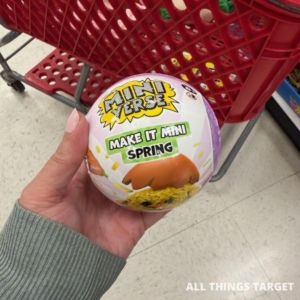 MINI
VERSE
MAKE IT MINI
SPRING
ALL THINGS TARGET